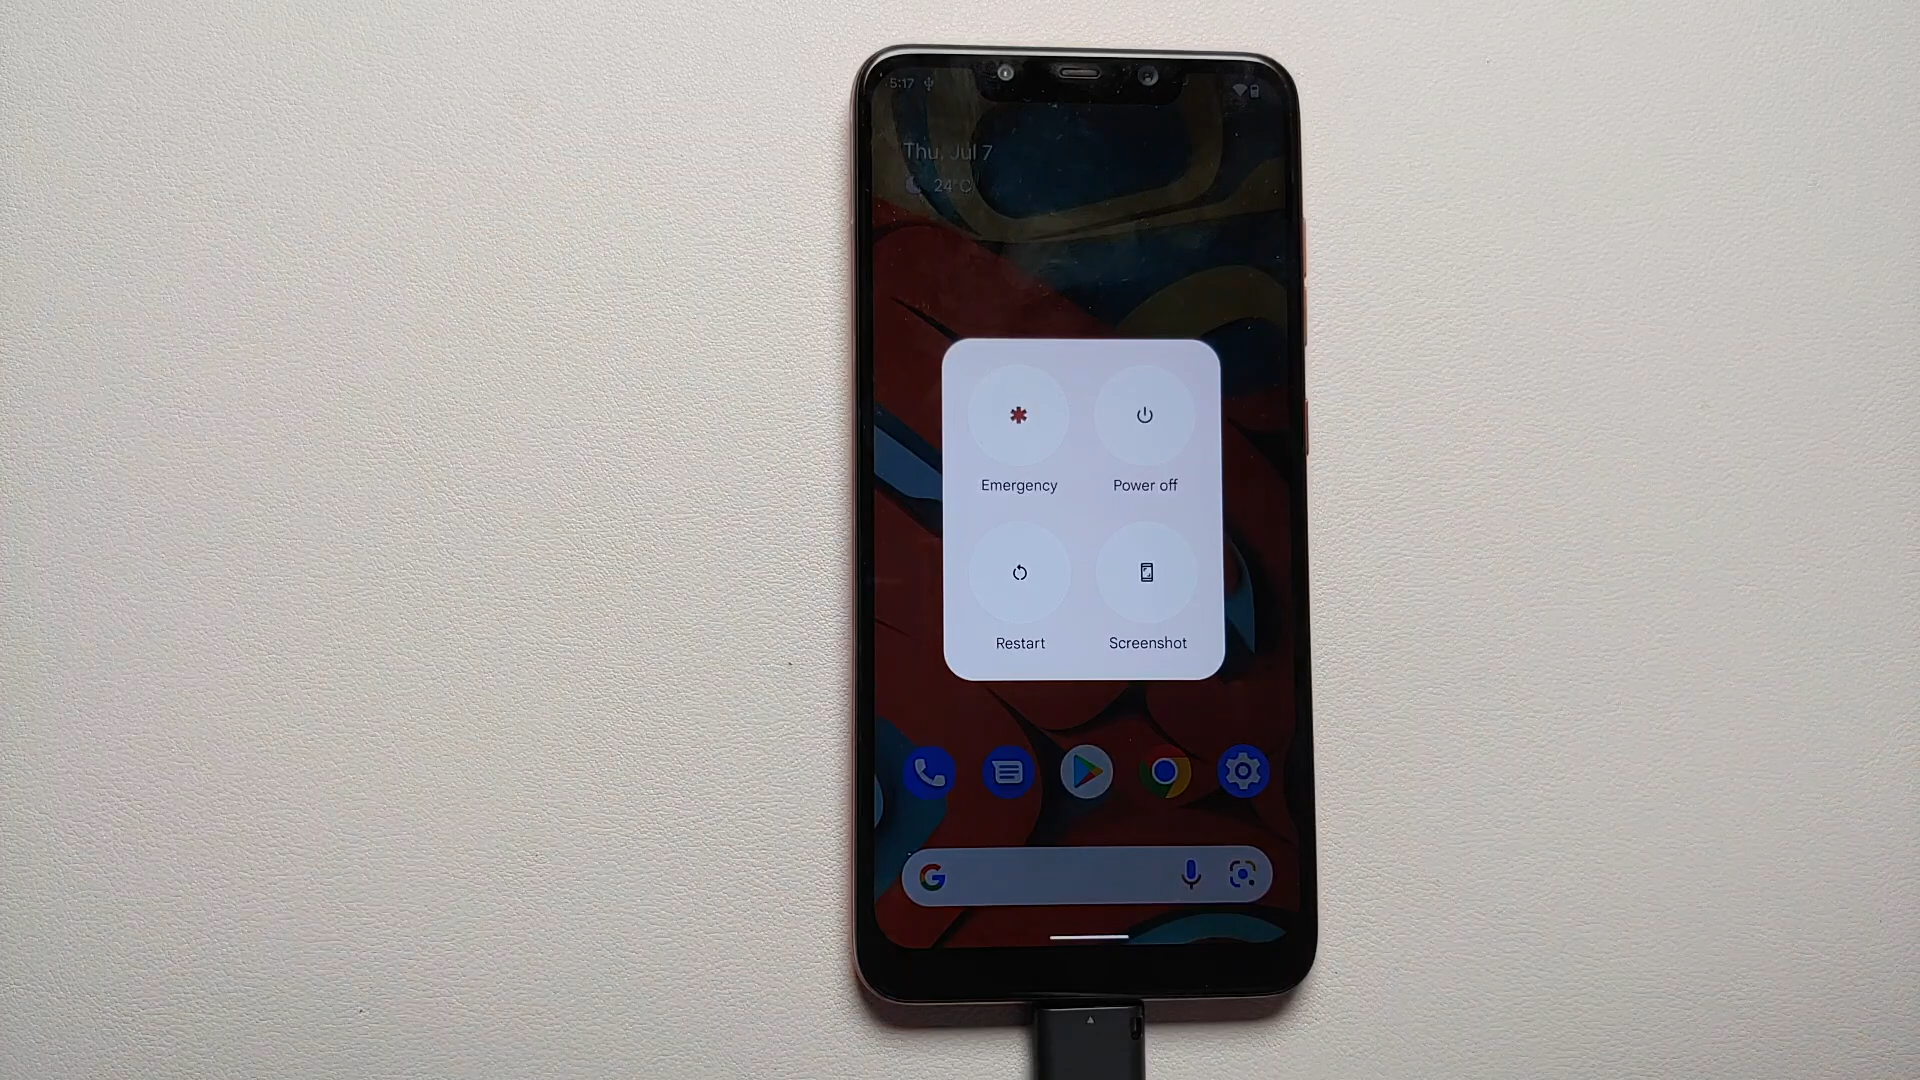 5:17
Thu, Jul 7
24°C
Emergency
Power off
Restart
Screenshot
G